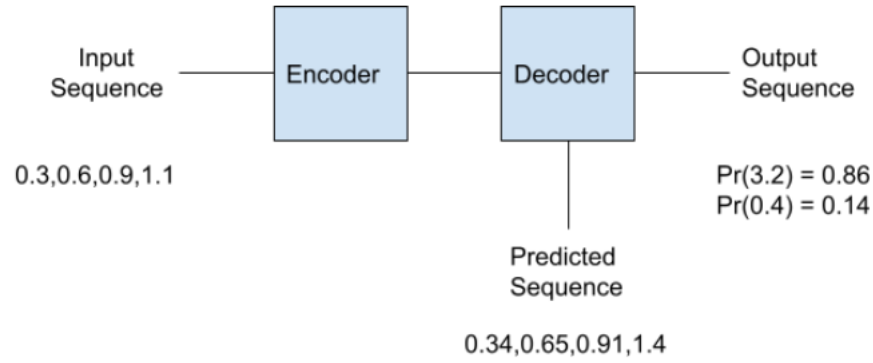 Input
Sequence
Encoder
Decoder
Output
Sequence
0.3,0.6,0.9,1.1
Pr(3.2) = 0.86
Pr(0.4) = 0.14
Predicted
Sequence
0.34,0.65,0.91,1.4